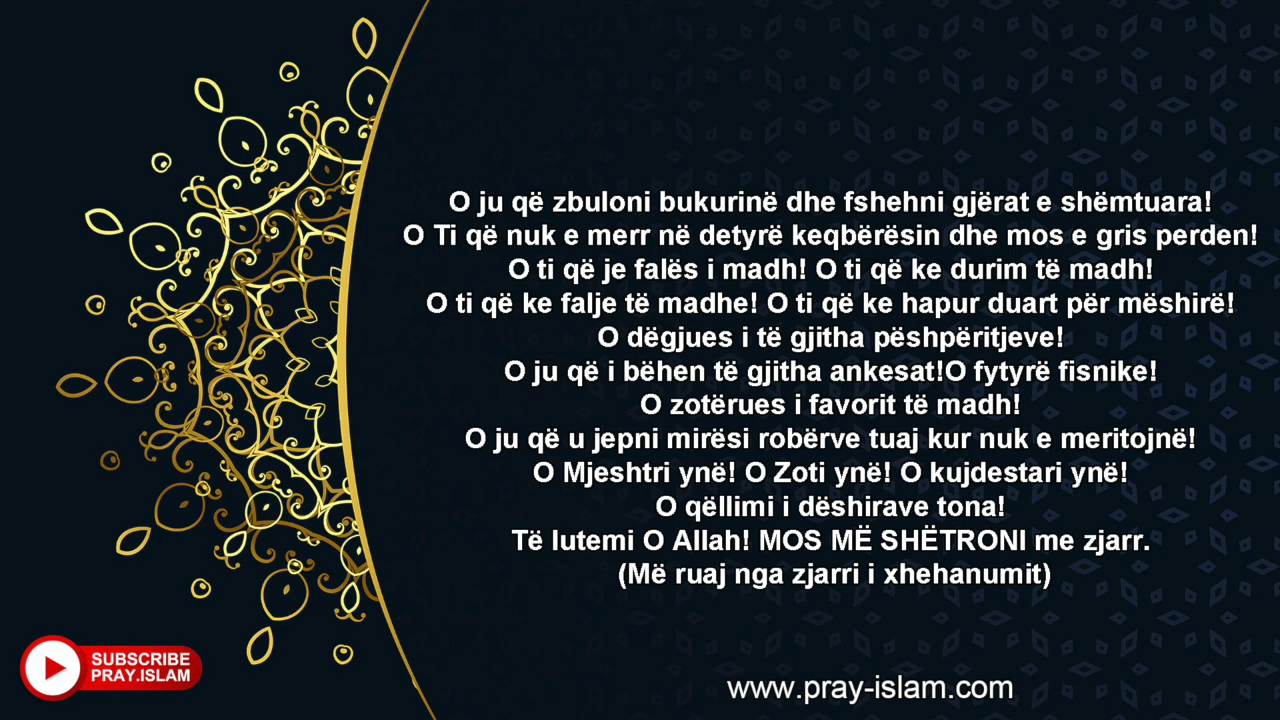 O ju që zbuloni bukurinë dhe fshehni gjërat e shëmtuara!
O Ti që nuk e merr në detyrë keqbërësin dhe mos e gris perden!
O ti që je falës i madh! O ti që ke durim të madh!
O ti që ke falje të madhe! O ti që ke hapur duart për mëshirë!
O dëgjues i të gjitha pëshpëritjeve!
O ju që i bëhen të gjitha ankesat!O fytyrë fisnike!
O zotërues i favorit të madh!
O ju që u jepni mirësi robërve tuaj kur nuk e meritojnë!
O Mjeshtri ynë! O Zoti ynë! O kujdestari ynë!
O qëllimi i dëshirave tona!
Të lutemi O Allah! MOS MË SHËTRONI me zjarr.
(Më ruaj nga zjarri i xhehanumit)
SUBSCRIBE
PRAY.ISLAM
www.pray-islam.com